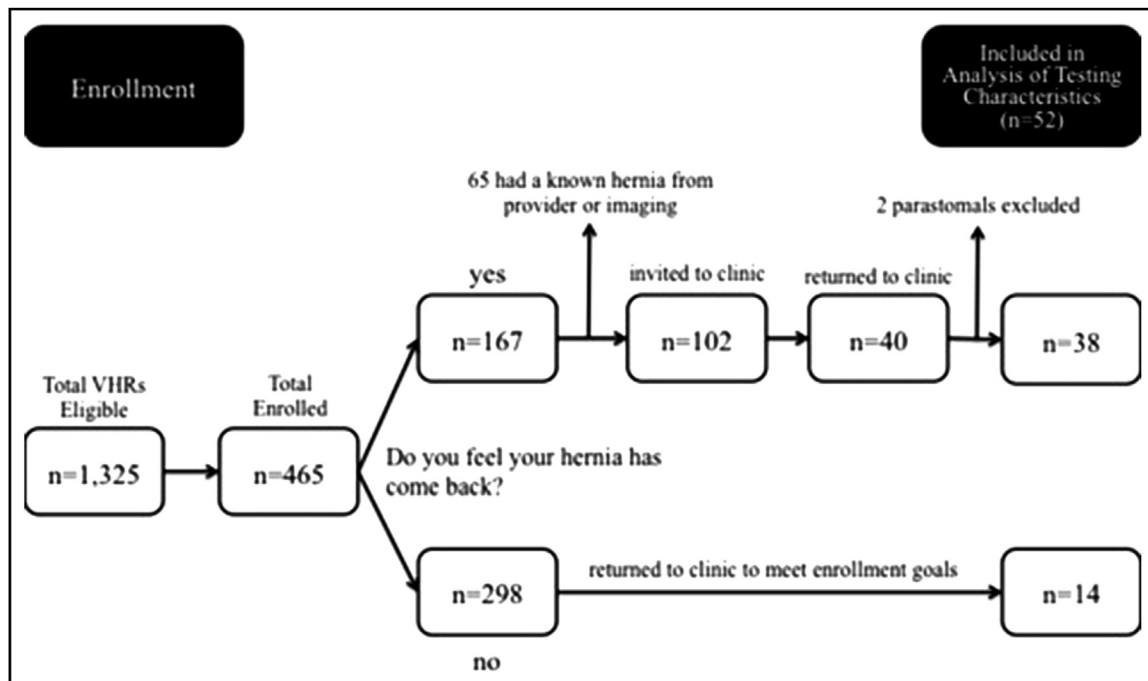 Enrollment
Included in
Analysis of Testing
Characteristics
(n=52)
65 had a known hernia from
provider or imaging
2 parastomals excluded
yes
invited to clinic
returned to clinic
n=167
n=102
n=40
n=38
Total VHRs
Eligible
Total
Enrolled
n=1,325
n=465
Do you feel your hernia has
come back?
n=298
returned to clinic to meet enrollment goals
n=14
no